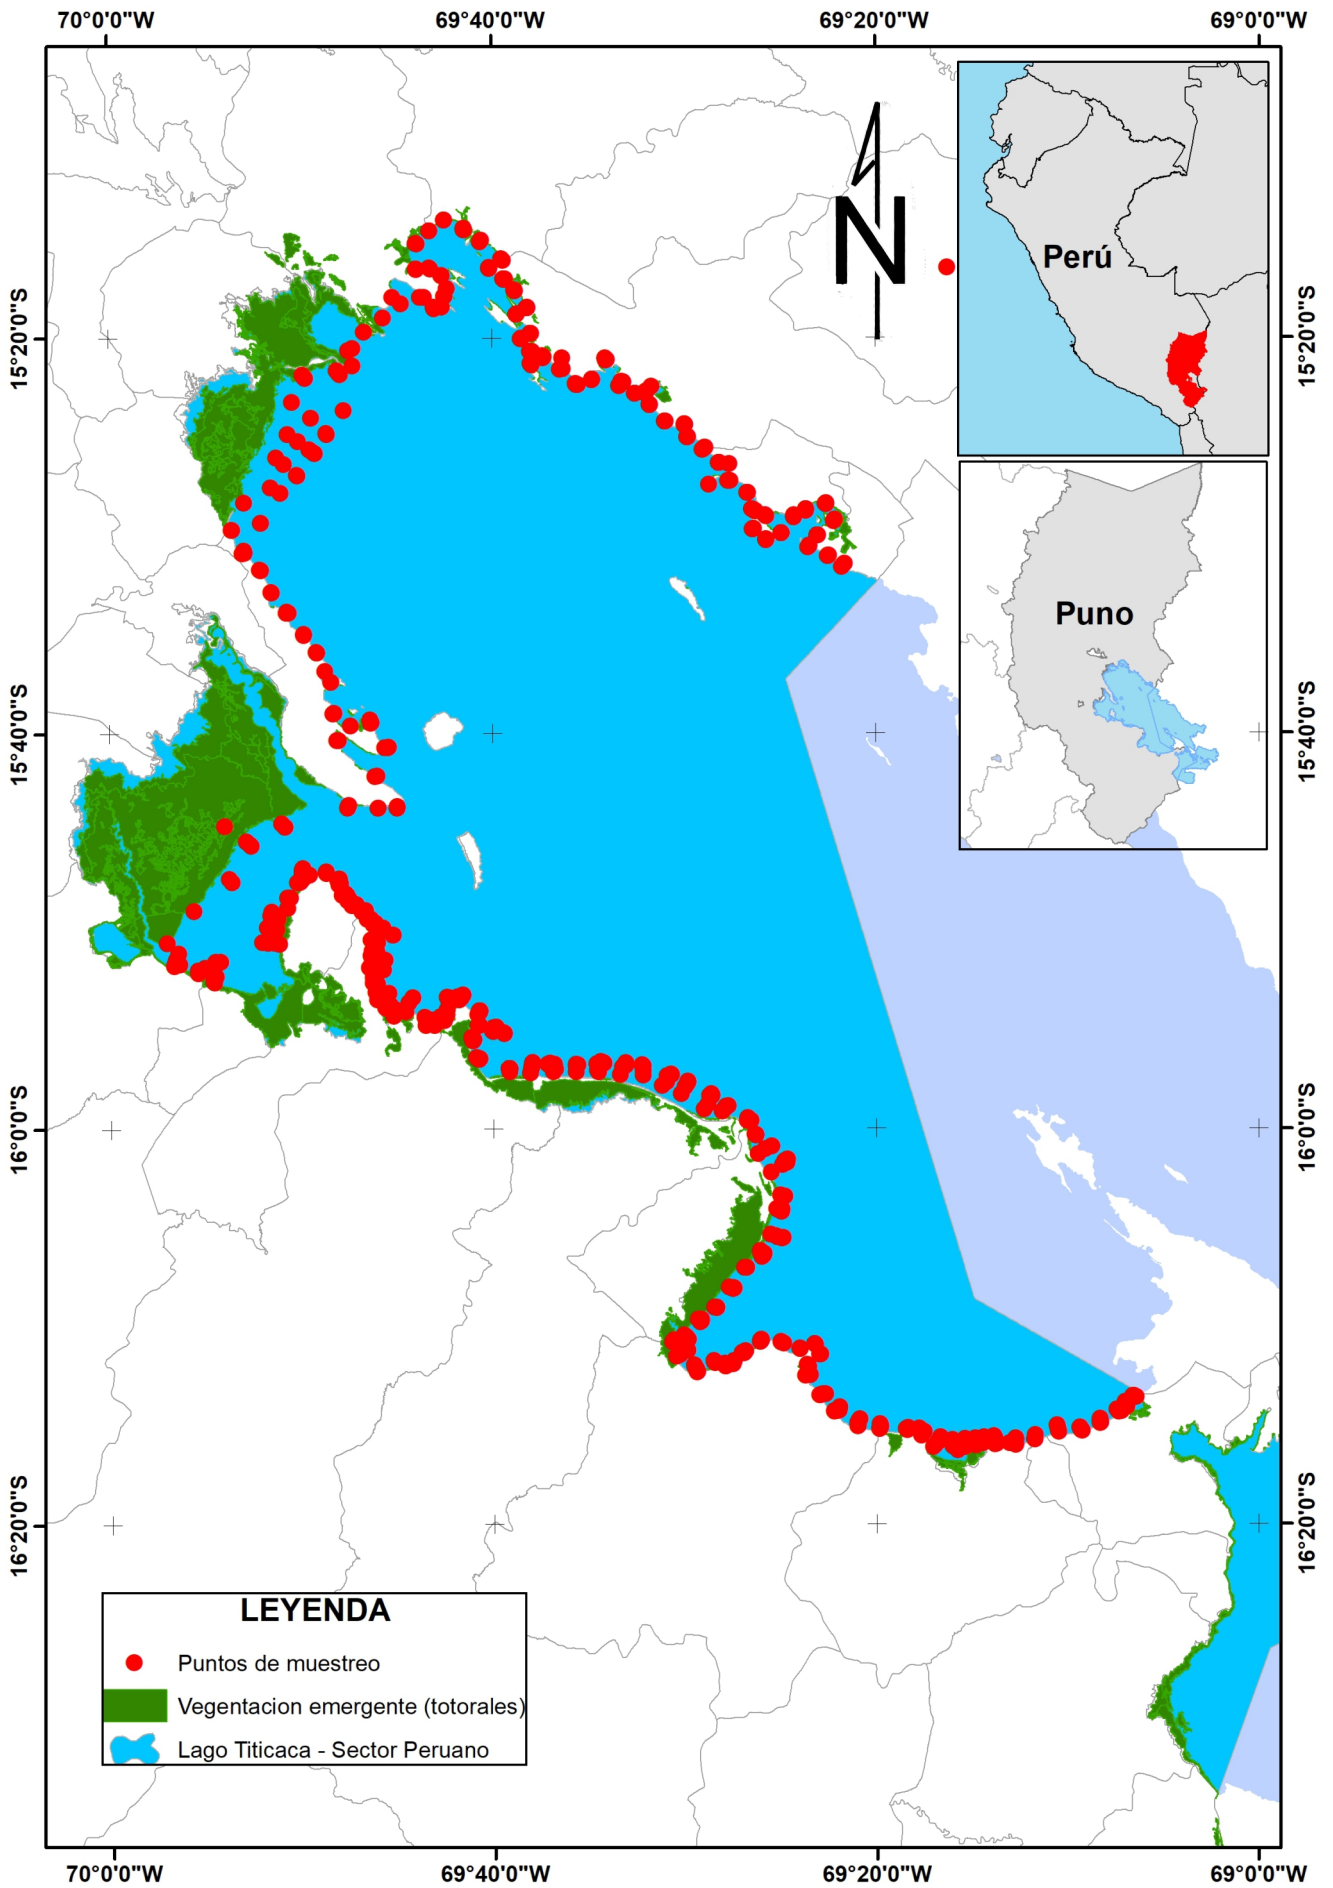 70°0'0"W 69°40'0"W 69°20'0"W 69°0'0"W
N
Perú
15°20'0"S 15°20'0"S
Puno
15°40'0"S 15°40'0"S
16°0'0"S 16°0'0"S
16°20'0"S 16°20'0"S
LEYENDA
Puntos de muestreo
Vegentacion emergente (totorales)
Lago Titicaca - Sector Peruano
70°0'0"W 69°40'0"W 69°20'0"W 69°0'0"W